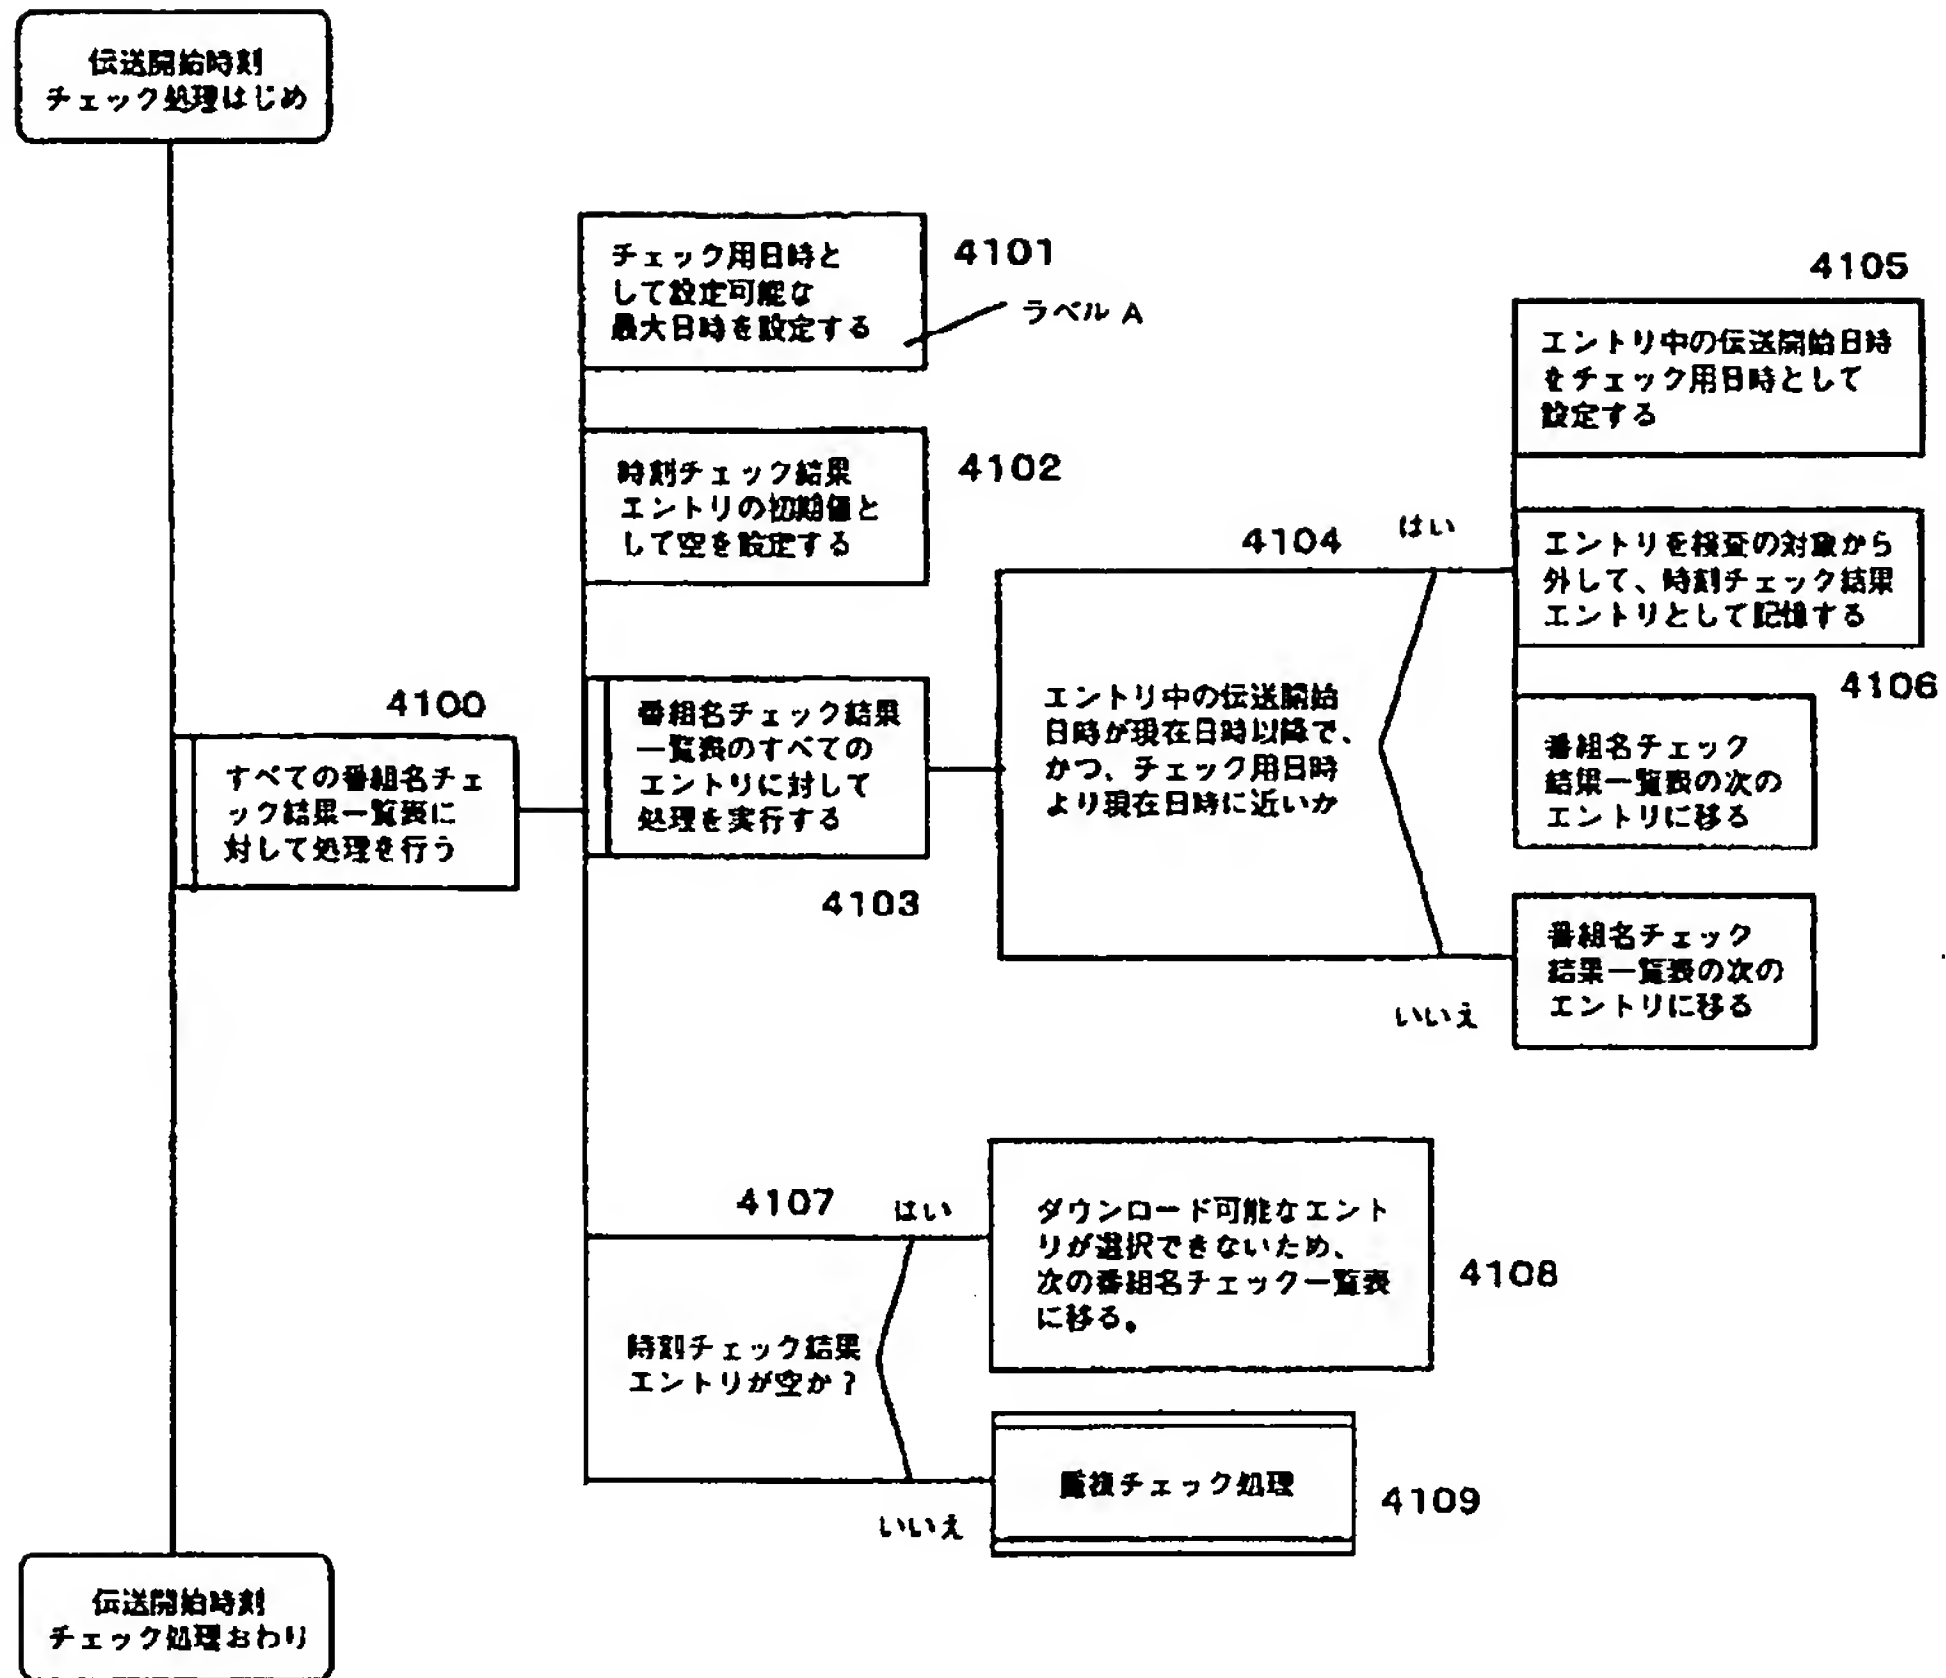 伝送開始時刻
チェック処理はじめ
チェック用日時と
して設定可能な
最大日時を設定する
4101
ラベル A
時刻チェック結果
エントリの初期値と
して空を設定する
4102
4100
すべての番組名チェ
ック結果一覧表に
対して処理を行う
番組名チェック結果
一覧表のすべての
エントリに対して
処理を実行する
4103
4104
はい
エントリ中の伝送開始
日時が現在日時以降で、
かつ、チェック用日時
より現在日時に近いか
いいえ
4105
エントリ中の伝送開始日時
をチェック用日時として
設定する
エントリを検査の対象から
外して、時刻チェック結果
エントリとして記憶する
4106
番組名チェック
結果一覧表の次の
エントリに移る
番組名チェック
結果一覧表の次の
エントリに移る
4107
はい
時刻チェック結果
エントリが空か？
いいえ
ダウンロード可能なエント
リが選択できないため、
次の番組名チェック一覧表
に移る。
4108
重複チェック処理
4109
伝送開始時刻
チェック処理おわり